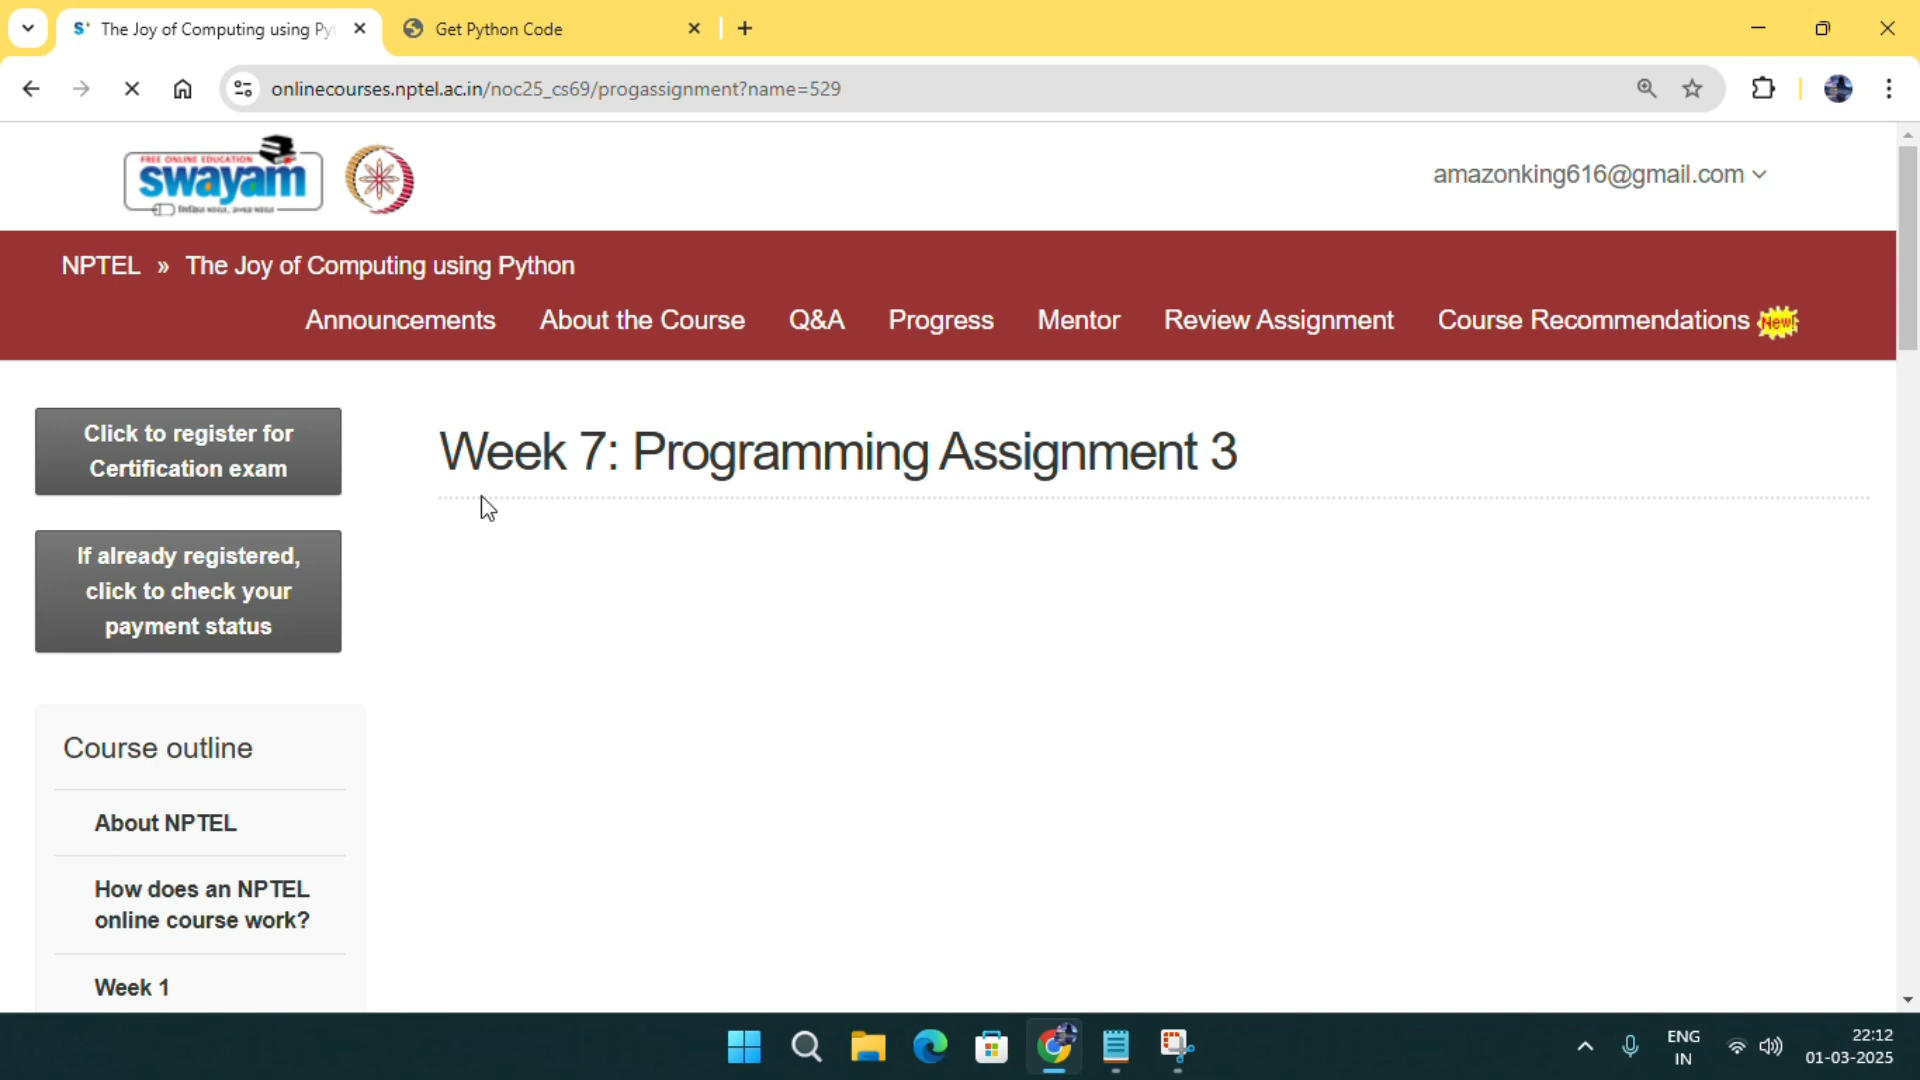 The Joy of Computing using Py
Get Python Code
onlinecourses.nptel.ac.in/noc25_cs69/progassignment?name=529
FREE ONLINE EDUCATION
swayam
amazonking616@gmail.com
NPTEL » The Joy of Computing using Python
Announcements About the Course Q&A Progress Mentor Review Assignment Course Recommendations New!
Click to register for
Certification exam
Week 7: Programming Assignment 3
If already registered,
click to check your
payment status
Course outline
About NPTEL
How does an NPTEL
online course work?
Week 1
ENG
IN
22:12
01-03-2025